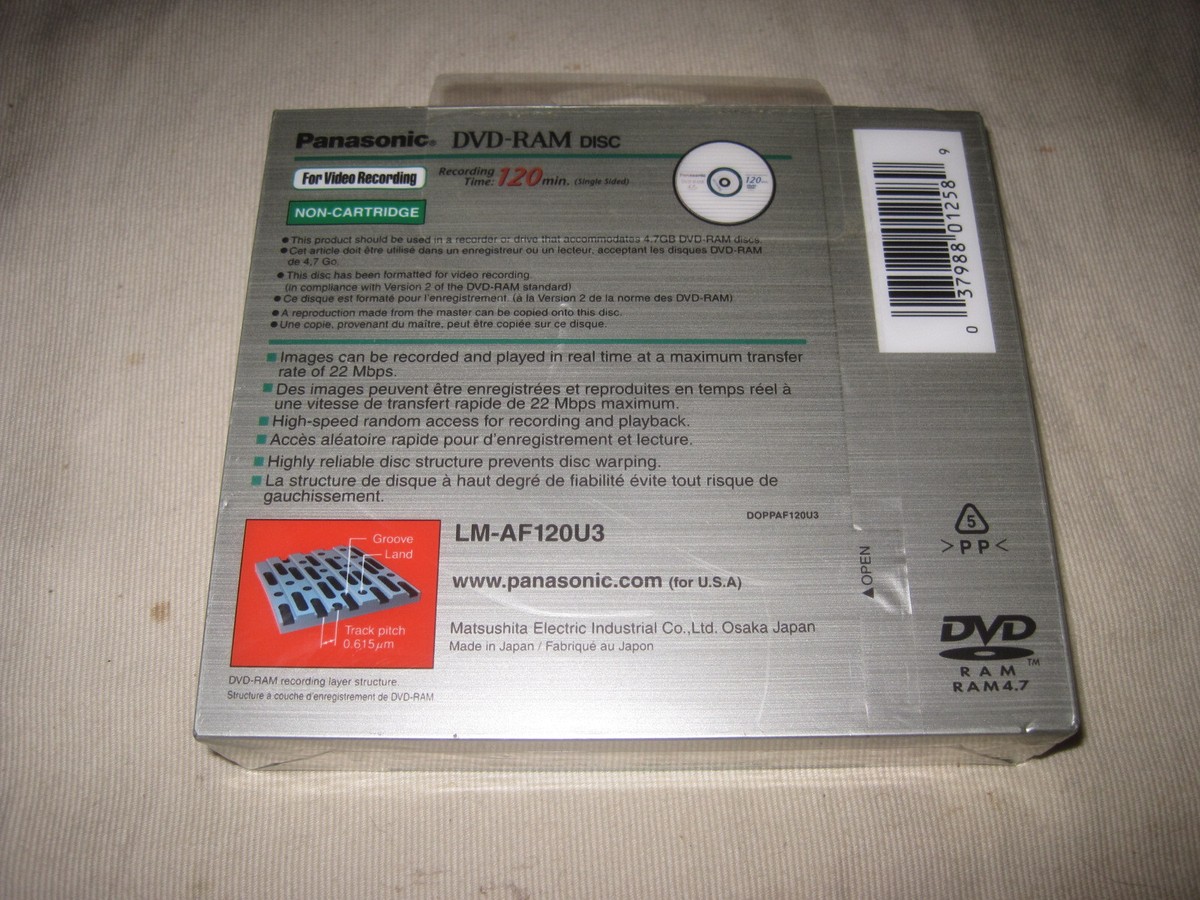 Panasonic® DVD-RAM DISC
For Video Recording
Recording Time: 120 min. (Single Sided)
NON-CARTRIDGE
120
● This product should be used in a recorder or drive that accommodates 4.7GB DVD-RAM discs.
● Cet article doit être utilisé dans un enregistreur ou un lecteur, acceptant les disques DVD-RAM
de 4,7 Go.
● This disc has been formatted for video recording.
(in compliance with Version 2 of the DVD-RAM standard)
● Ce disque est formaté pour l'enregistrement. (à la Version 2 de la norme des DVD-RAM)
● A reproduction made from the master can be copied onto this disc.
● Une copie, provenant du maître, peut être copiée sur ce disque.
■ Images can be recorded and played in real time at a maximum transfer
rate of 22 Mbps.
■ Des images peuvent être enregistrées et reproduites en temps réel à
une vitesse de transfert rapide de 22 Mbps maximum.
■ High-speed random access for recording and playback.
■ Accès aléatoire rapide pour d'enregistrement et lecture.
■ Highly reliable disc structure prevents disc warping.
■ La structure de disque à haut degré de fiabilité évite tout risque de
gauchissement.
DOPPAF120U3
LM-AF120U3
www.panasonic.com (for U.S.A)
Matsushita Electric Industrial Co.,Ltd. Osaka Japan
Made in Japan / Fabriqué au Japon
Groove
Land
Track pitch
0.615µm
DVD-RAM recording layer structure.
Structure à couche d'enregistrement de DVD-RAM
0 37988 01258 9
▲OPEN
5
>PP<
DVD
RAM
RAM4.7
TM